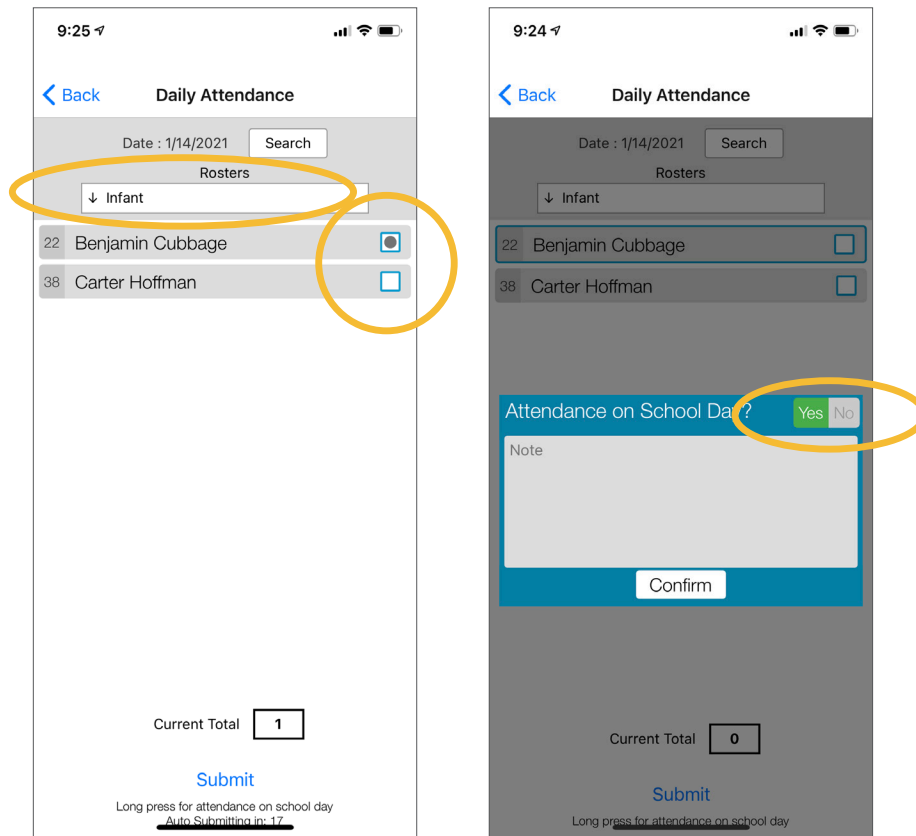 9:25
Back Daily Attendance
Date : 1/14/2021 Search
Rosters
↓ Infant
22 Benjamin Cubbage
38 Carter Hoffman
Current Total 1
Submit
Long press for attendance on school day
Auto Submitting in: 17
9:24
Back Daily Attendance
Date : 1/14/2021 Search
Rosters
↓ Infant
22 Benjamin Cubbage
38 Carter Hoffman
Attendance on School Day? Yes No
Note
Confirm
Current Total 0
Submit
Long press for attendance on school day